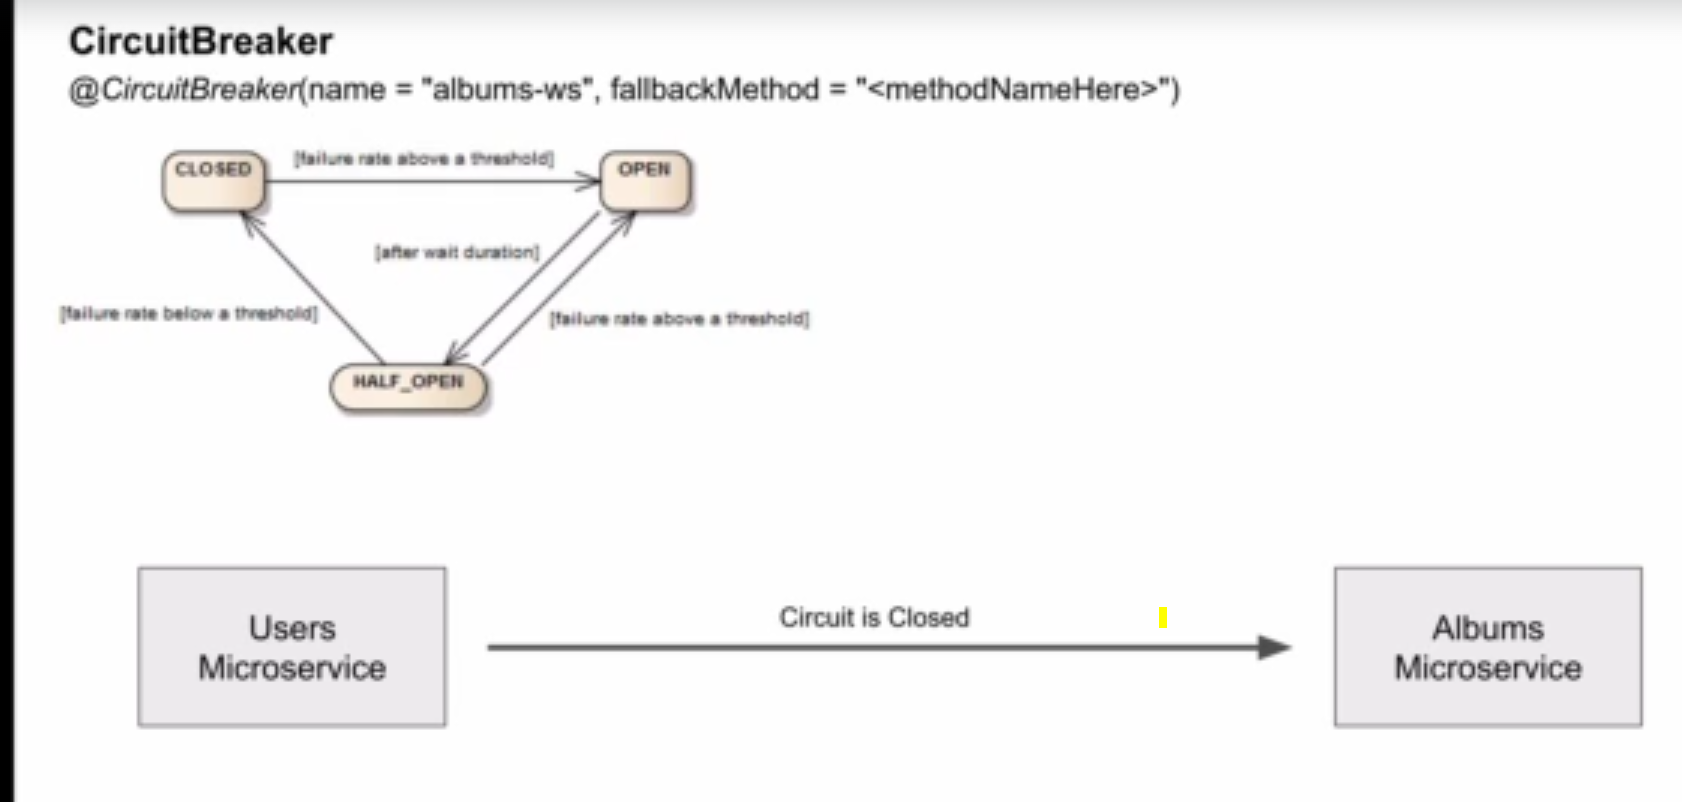 CircuitBreaker
@CircuitBreaker(name = "albums-ws", fallbackMethod = "<methodNameHere>")
CLOSED
[failure rate above a threshold]
OPEN
[after wait duration]
[failure rate below a threshold]
[failure rate above a threshold]
HALF_OPEN
Users
Microservice
Circuit is Closed
Albums
Microservice